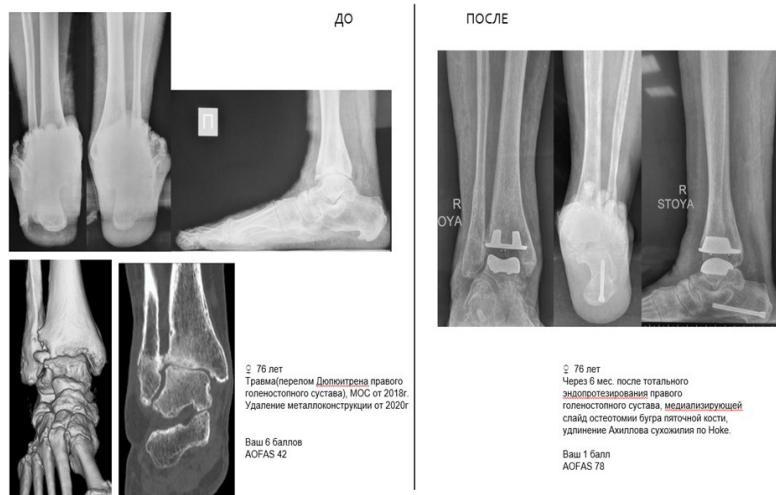 ДО
П
♀ 76 лет
Травма(перелом Дюпюитрена правого
голеностопного сустава), МОС от 2018г.
Удаление металлоконструкции от 2020г
Ваш 6 баллов
AOFAS 42
ПОСЛЕ
R
OYA
R
STOYA
♀ 76 лет
Через 6 мес. после тотального
эндопротезирования правого
голеностопного сустава, медиализирующей
слайд остеотомии бугра пяточной кости,
удлинение Ахиллова сухожилия по Hoke.
Ваш 1 балл
AOFAS 78